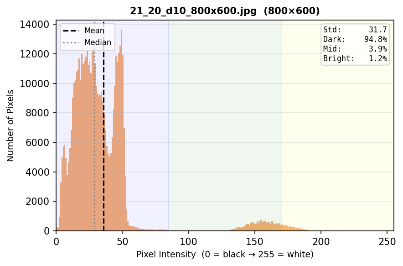 21_20_d10_800x600.jpg (800×600)
Mean
Median
Std: 31.7
Dark: 94.8%
Mid: 3.9%
Bright: 1.2%
14000
12000
10000
8000
6000
4000
2000
0
Number of Pixels
0 50 100 150 200 250
Pixel Intensity (0 = black → 255 = white)